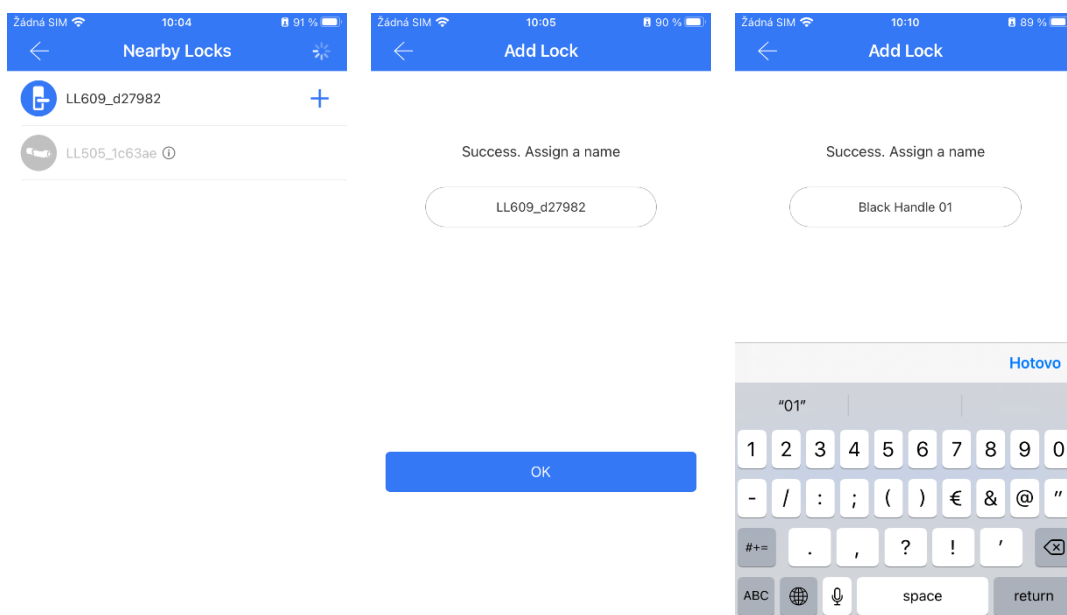 Žádná SIM 10:04 91 %
Nearby Locks
LL609_d27982
LL505_1c63ae
Žádná SIM 10:05 90 %
Add Lock
Success. Assign a name
LL609_d27982
OK
Žádná SIM 10:10 89 %
Add Lock
Success. Assign a name
Black Handle 01
Hotovo
“01”
1 2 3 4 5 6 7 8 9 0
- / : ; ( ) € & @ "
#+= . , ? ! ’
ABC space return